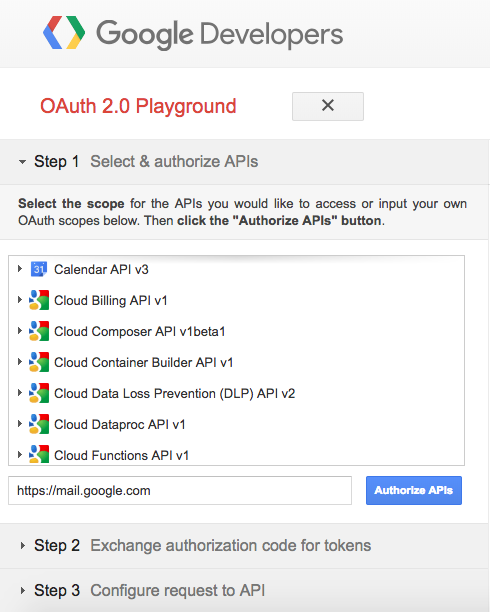 Google Developers
OAuth 2.0 Playground
Step 1 Select & authorize APIs
Select the scope for the APIs you would like to access or input your own
OAuth scopes below. Then click the "Authorize APIs" button.
31 Calendar API v3
Cloud Billing API v1
Cloud Composer API v1beta1
Cloud Container Builder API v1
Cloud Data Loss Prevention (DLP) API v2
Cloud Dataproc API v1
Cloud Functions API v1
https://mail.google.com Authorize APIs
Step 2 Exchange authorization code for tokens
Step 3 Configure request to API